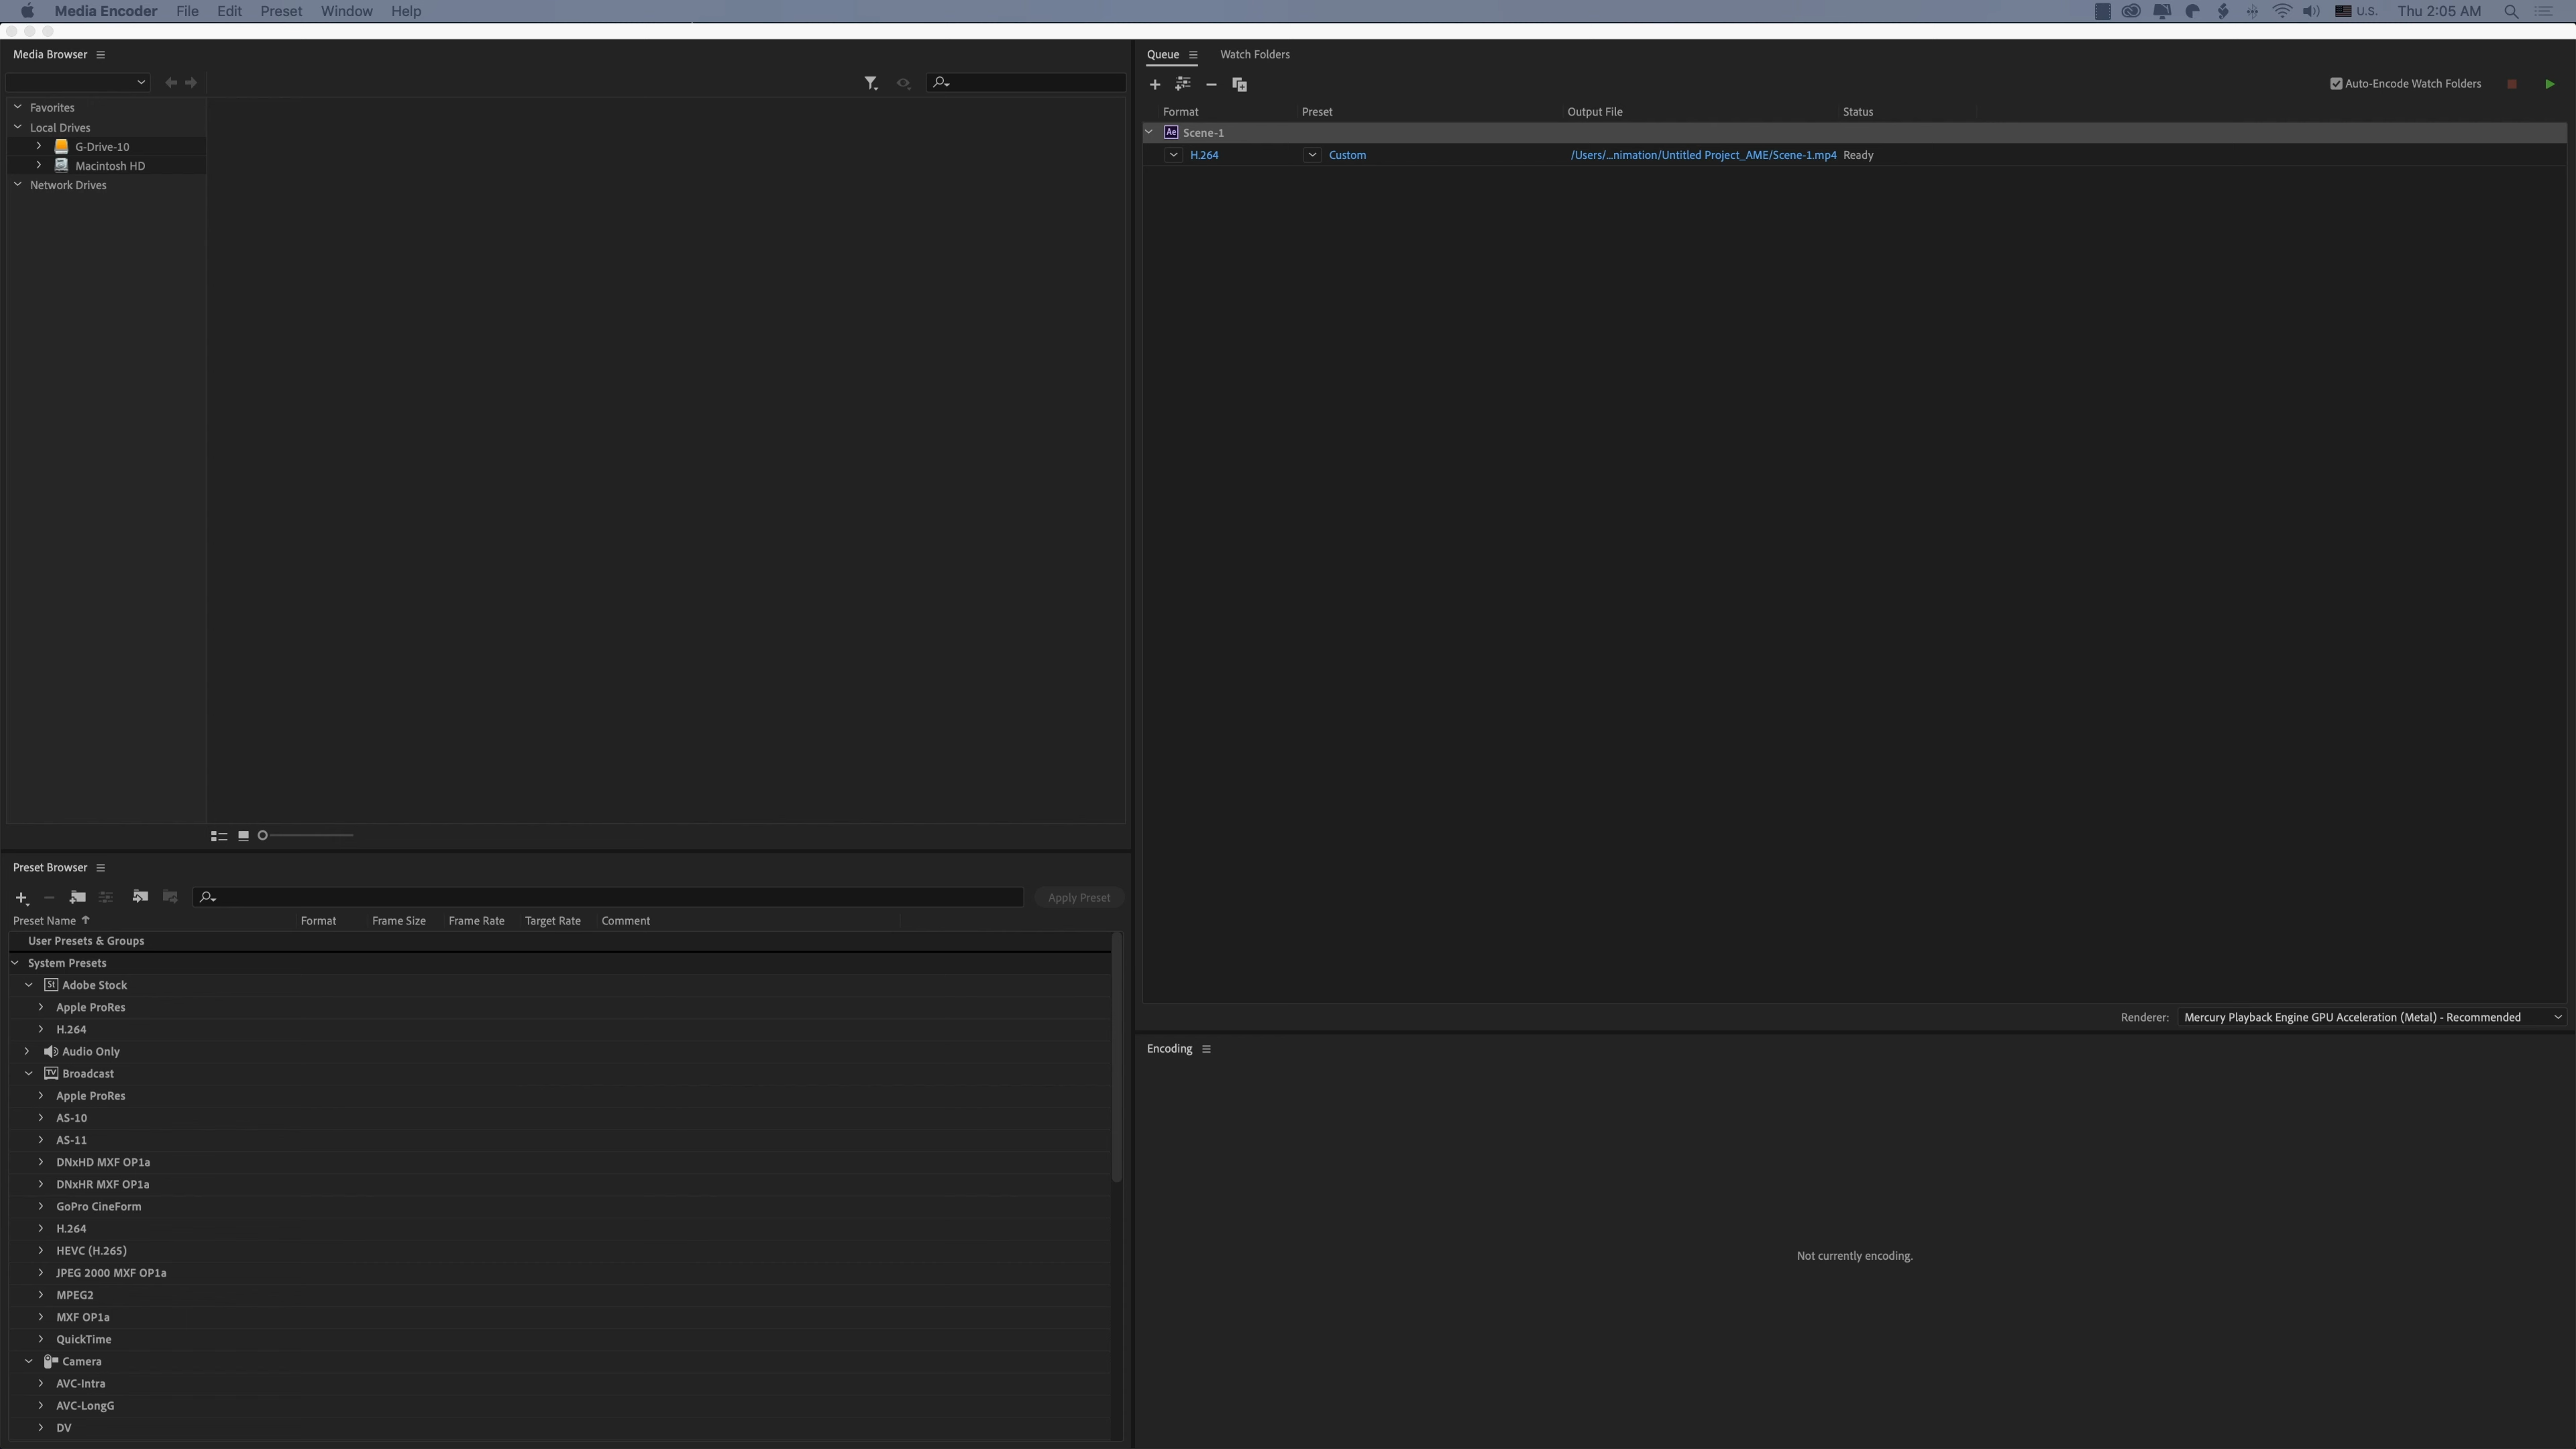 Media Encoder File Edit Preset Window Help U.S. Thu 2:05 AM
Media Browser
Favorites
Local Drives
G-Drive-10
Macintosh HD
Network Drives
Queue Watch Folders
Auto-Encode Watch Folders
Format Preset Output File Status
Ae Scene-1
H.264 Custom /Users/...nimation/Untitled Project_AME/Scene-1.mp4 Ready
Renderer: Mercury Playback Engine GPU Acceleration (Metal) - Recommended
Preset Browser
Apply Preset
Preset Name Format Frame Size Frame Rate Target Rate Comment
User Presets & Groups
System Presets
St Adobe Stock
Apple ProRes
H.264
Audio Only
TV Broadcast
Apple ProRes
AS-10
AS-11
DNxHD MXF OP1a
DNxHR MXF OP1a
GoPro CineForm
H.264
HEVC (H.265)
JPEG 2000 MXF OP1a
MPEG2
MXF OP1a
QuickTime
Camera
AVC-Intra
AVC-LongG
DV
Encoding
Not currently encoding.